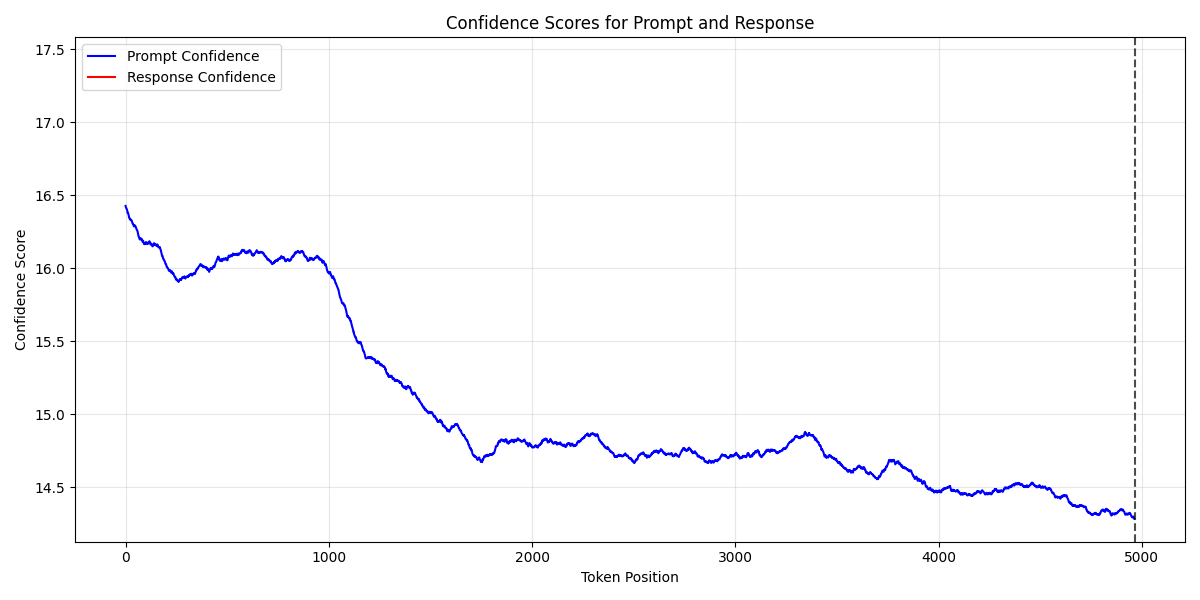 Confidence Scores for Prompt and Response
Prompt Confidence
Response Confidence
17.5
17.0
16.5
16.0
15.5
15.0
14.5
Confidence Score
0 1000 2000 3000 4000 5000
Token Position